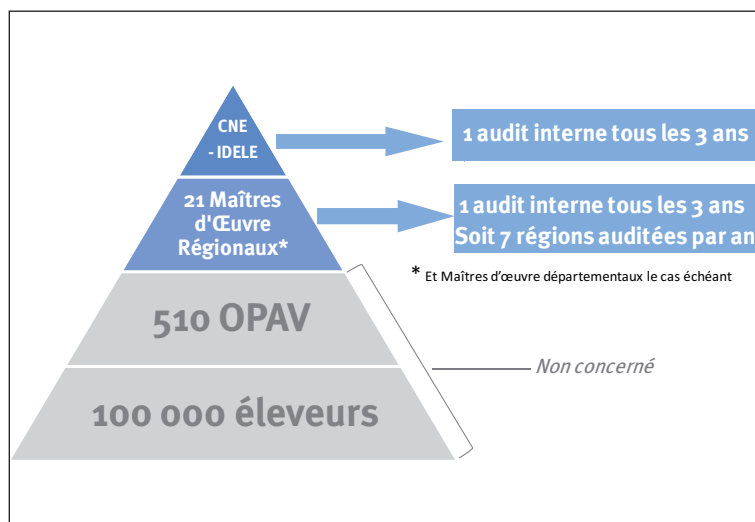 CNE
- IDELE
1 audit interne tous les 3 ans
21 Maîtres
d'Œuvre
Régionaux*
1 audit interne tous les 3 ans
Soit 7 régions auditées par an
* Et Maîtres d’œuvre départementaux le cas échéant
510 OPAV
Non concerné
100 000 éleveurs